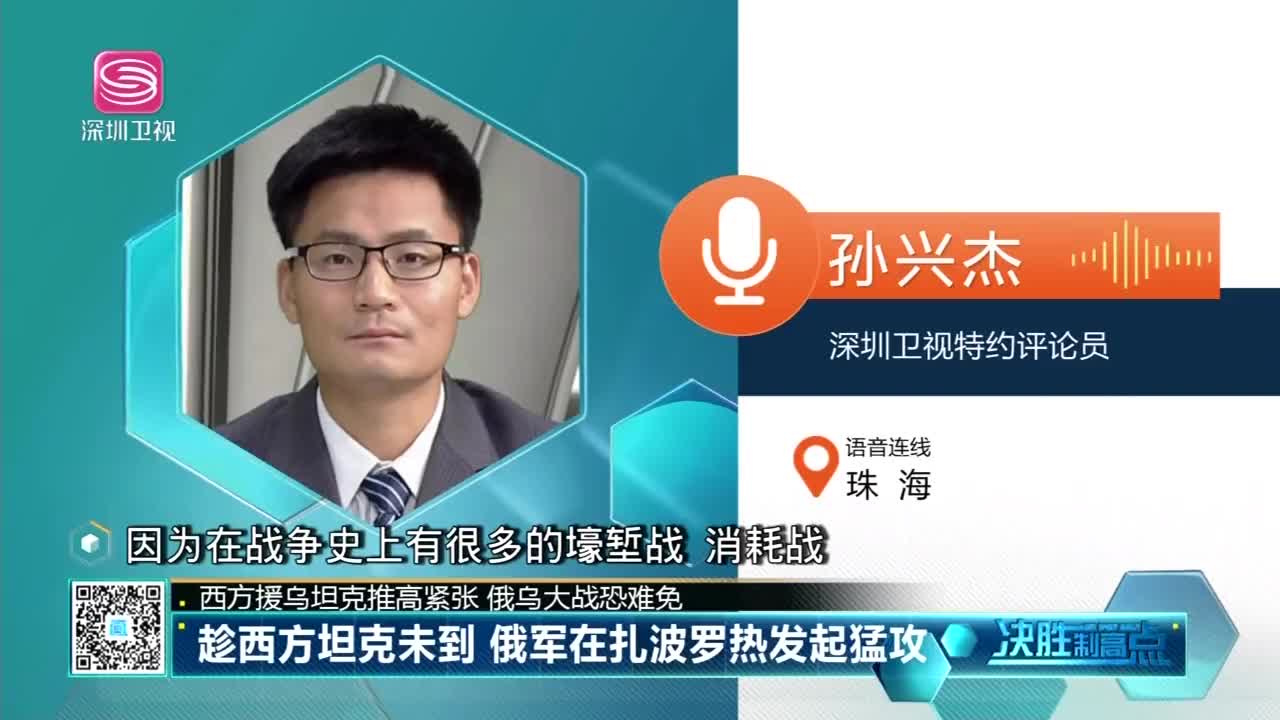 深圳卫视
孙兴杰
深圳卫视特约评论员
语音连线
珠海
因为在战争史上有很多的壕堑战 消耗战
西方援乌坦克推高紧张 俄乌大战恐难免
趁西方坦克未到 俄军在扎波罗热发起猛攻
决胜制高点